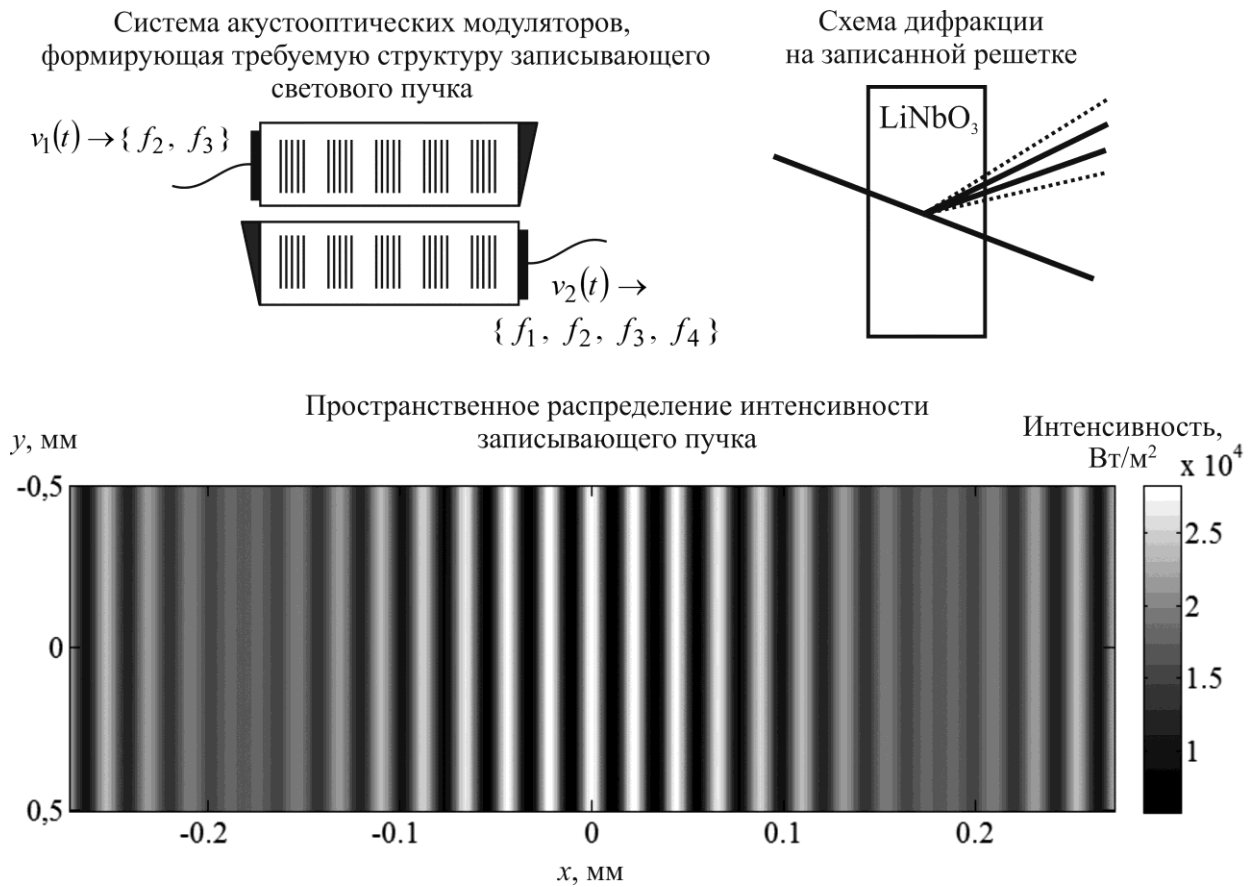 Система акустооптических модуляторов,
формирующая требуемую структуру записывающего
светового пучка
Схема дифракции
на записанной решетке
v₁(t) → { f₂, f₃ }
v₂(t) →
{ f₁, f₂, f₃, f₄ }
LiNbO₃
Пространственное распределение интенсивности
записывающего пучка
y, мм
Интенсивность,
Вт/м²
x 10⁴
-0,5
0
0,5
-0.2
-0.1
0
0.1
0.2
x, мм
2.5
2
1.5
1